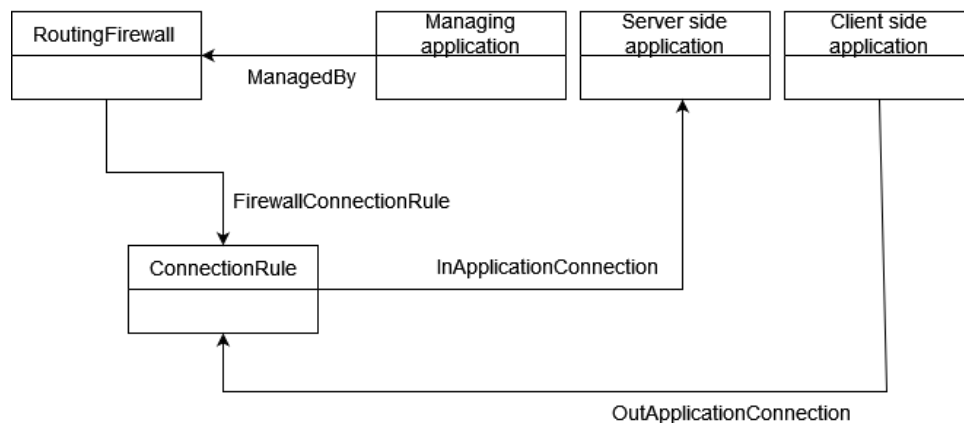 RoutingFirewall
Managing
application
Server side
application
Client side
application
ManagedBy
FirewallConnectionRule
ConnectionRule
InApplicationConnection
OutApplicationConnection